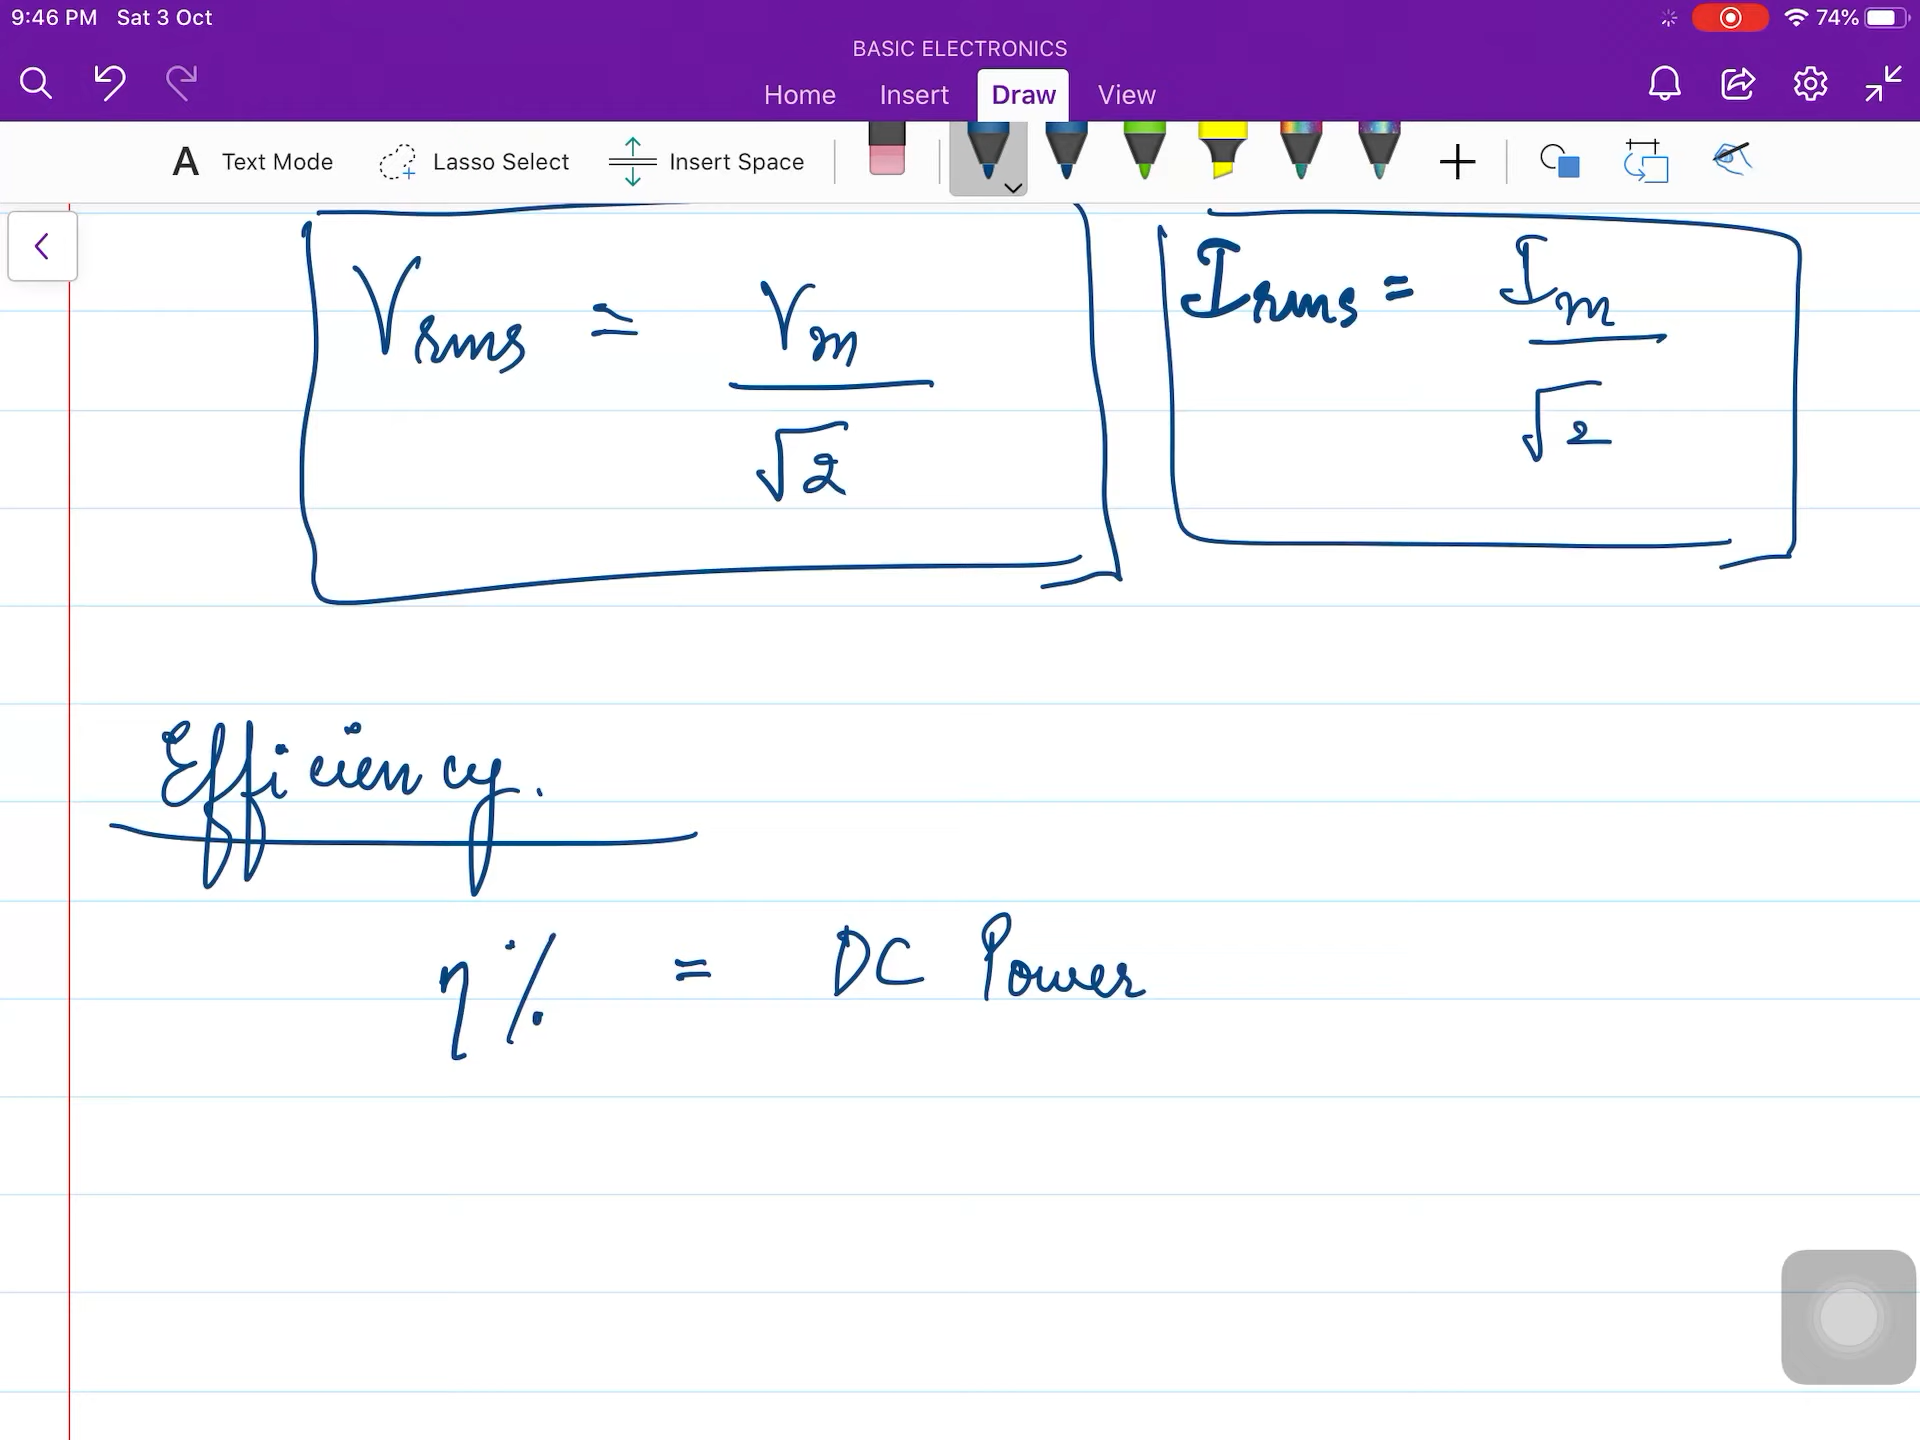 9:46 PM Sat 3 Oct 74%
BASIC ELECTRONICS
Home Insert Draw View
A Text Mode Lasso Select Insert Space
Vrms = Vm / √2
Irms = Im / √2
Efficiency.
η% = DC Power